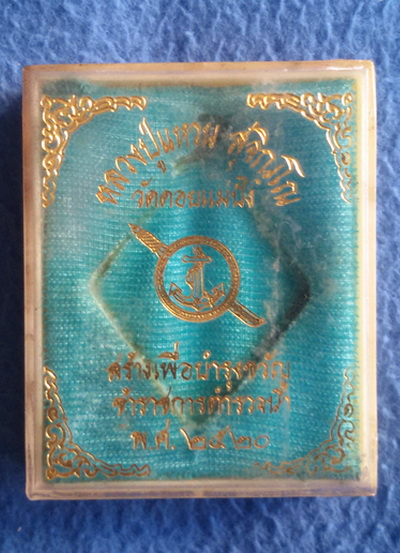 หลวงปู่แหวน สุจิณฺโณ
วัดดอยแม่ปั๋ง
สร้างเพื่อบำรุงขวัญ
ข้าราชการตำรวจน้ำ
พ.ศ. ๒๕๒๐